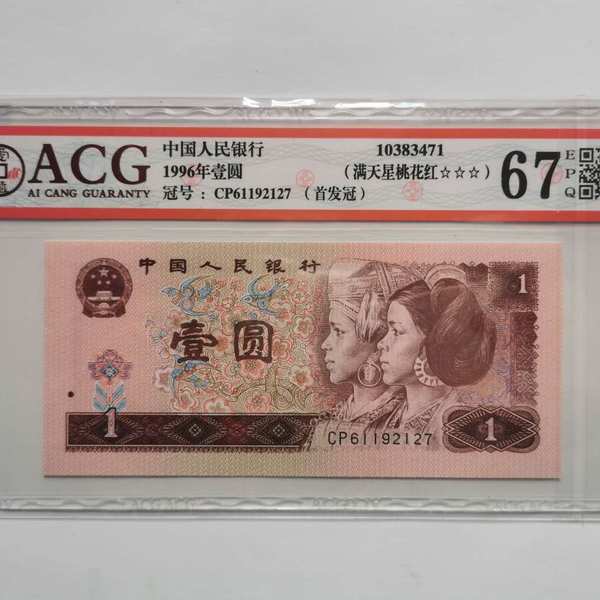 ACG
AI CANG GUARANTY
中国人民银行
1996年壹圆
冠号：CP61192127（首发冠）
10383471
（满天星桃花红☆☆☆）
67
EPQ
中国人民银行
壹圆
1
1
CP61192127
1